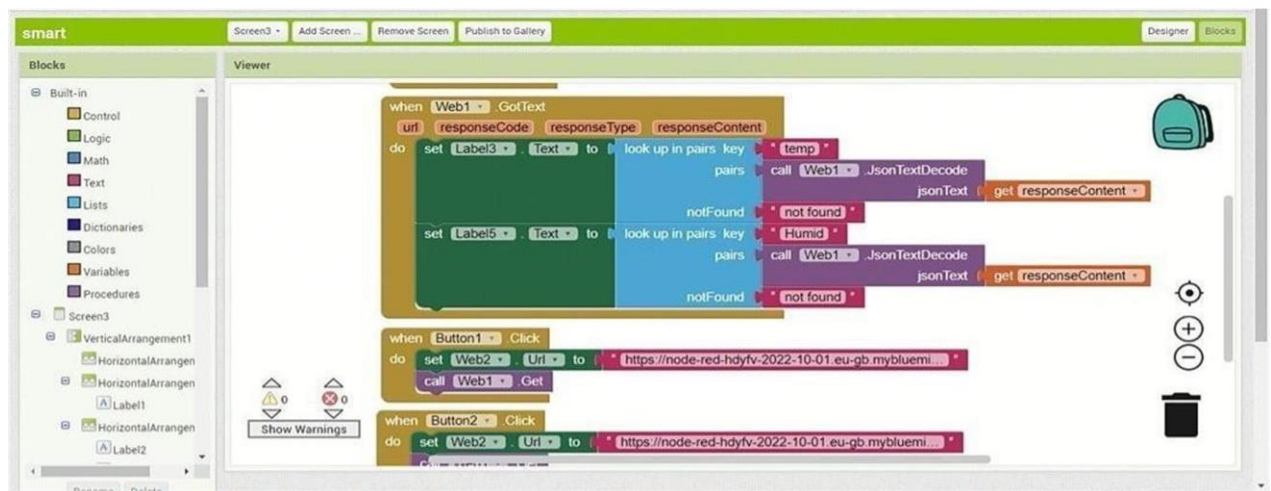 smart Screen3 Add Screen ... Remove Screen Publish to Gallery Designer Blocks
Blocks Viewer
Built-in
Control
Logic
Math
Text
Lists
Dictionaries
Colors
Variables
Procedures
Screen3
VerticalArrangement1
HorizontalArrangen
HorizontalArrangen
Label1
HorizontalArrangen
Label2
Rename Delete
when Web1 .GotText
url responseCode responseType responseContent
do set Label3 . Text to look up in pairs key " temp "
pairs call Web1 .JsonTextDecode
jsonText get responseContent
notFound " not found "
set Label5 . Text to look up in pairs key " Humid "
pairs call Web1 .JsonTextDecode
jsonText get responseContent
notFound " not found "
when Button1 .Click
do set Web2 . Url to " https://node-red-hdyfv-2022-10-01.eu-gb.mybluemi... "
call Web1 .Get
when Button2 .Click
do set Web2 . Url to " https://node-red-hdyfv-2022-10-01.eu-gb.mybluemi... "
0 0
Show Warnings